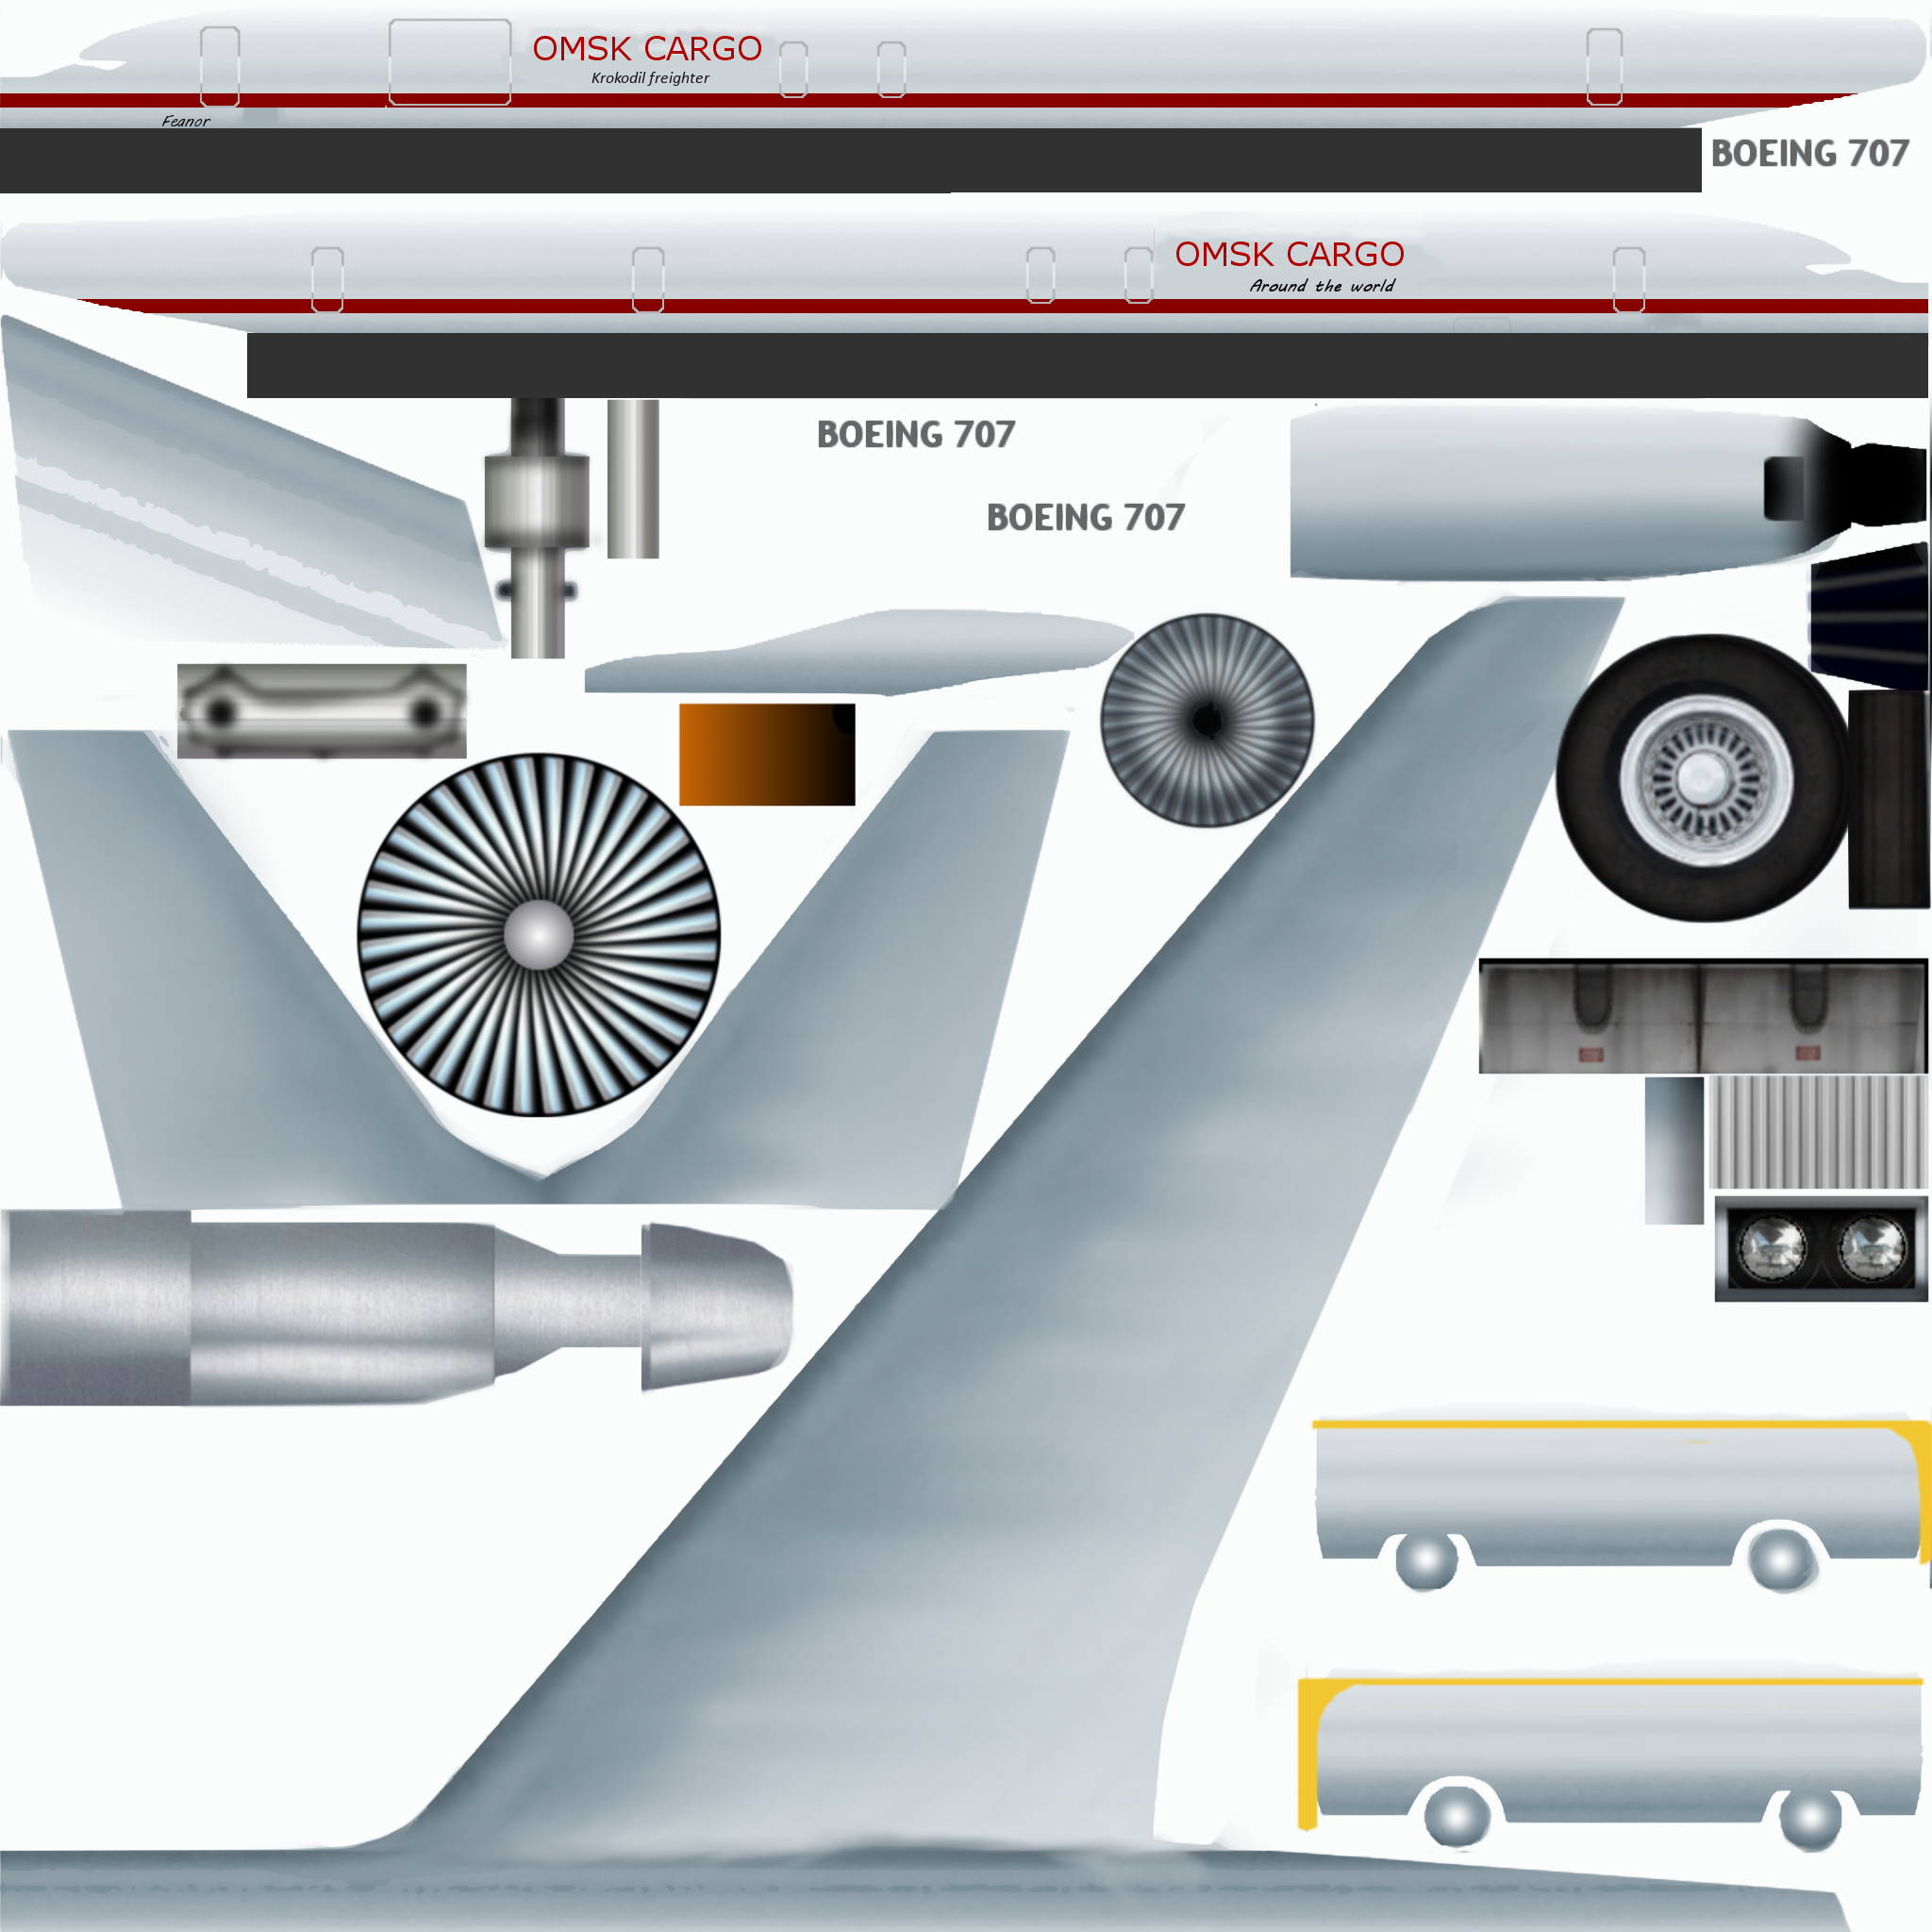 OMSK CARGO
Krokodil freighter
Feanor
BOEING 707
OMSK CARGO
Around the world
BOEING 707
BOEING 707